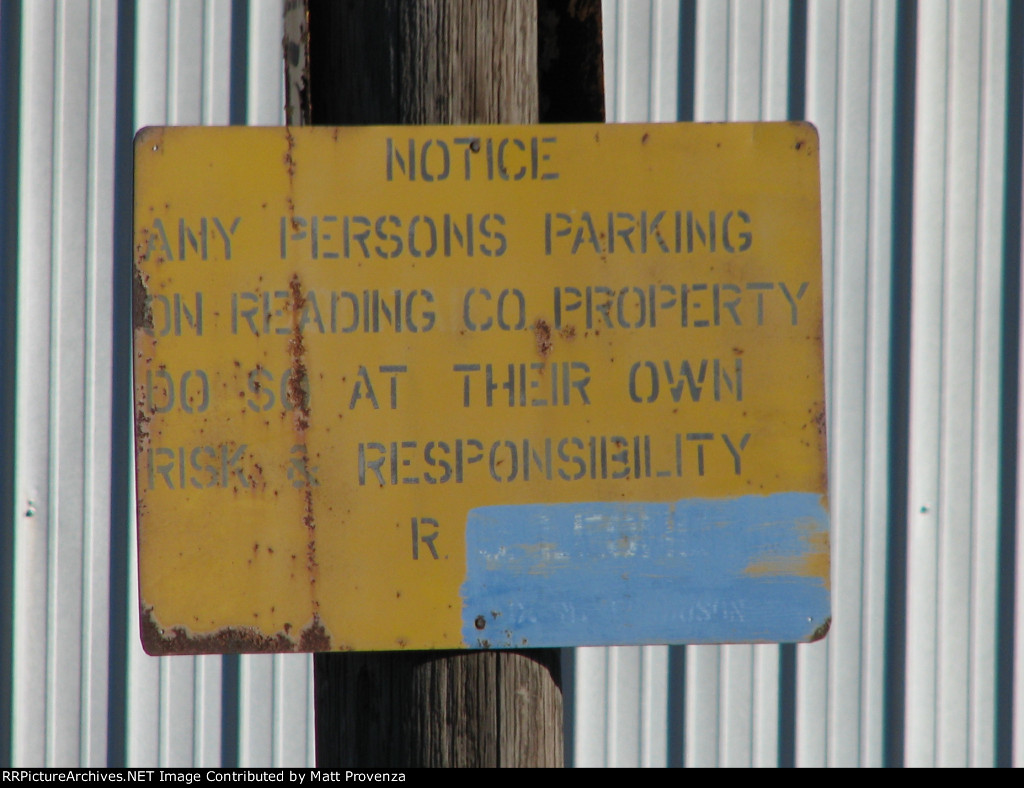 NOTICE
ANY PERSONS PARKING
ON READING CO. PROPERTY
DO SO AT THEIR OWN
RISK & RESPONSIBILITY
R.
RRPictureArchives.NET Image Contributed by Matt Provenza